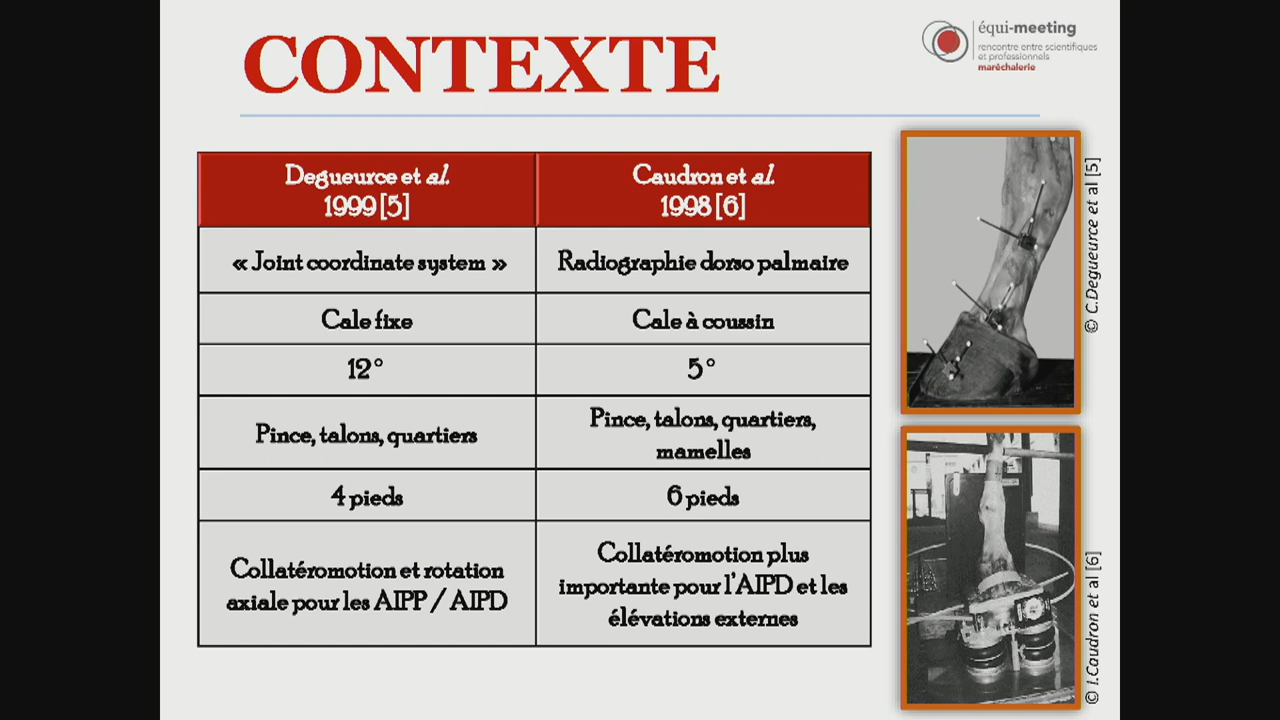 CONTEXTE
équi-meeting
rencontre entre scientifiques
et professionnels
maréchalerie
Degueurce et al.
1999 [5]
Caudron et al.
1998 [6]
« Joint coordinate system »
Radiographie dorso palmaire
Cale fixe
Cale à coussin
12°
5°
Pince, talons, quartiers
Pince, talons, quartiers,
mamelles
4 pieds
6 pieds
Collatéromotion et rotation
axiale pour les AIPP / AIPD
Collatéromotion plus
importante pour l'AIPD et les
élévations externes
© C.Degueurce et al [5]
© I.Caudron et al [6]